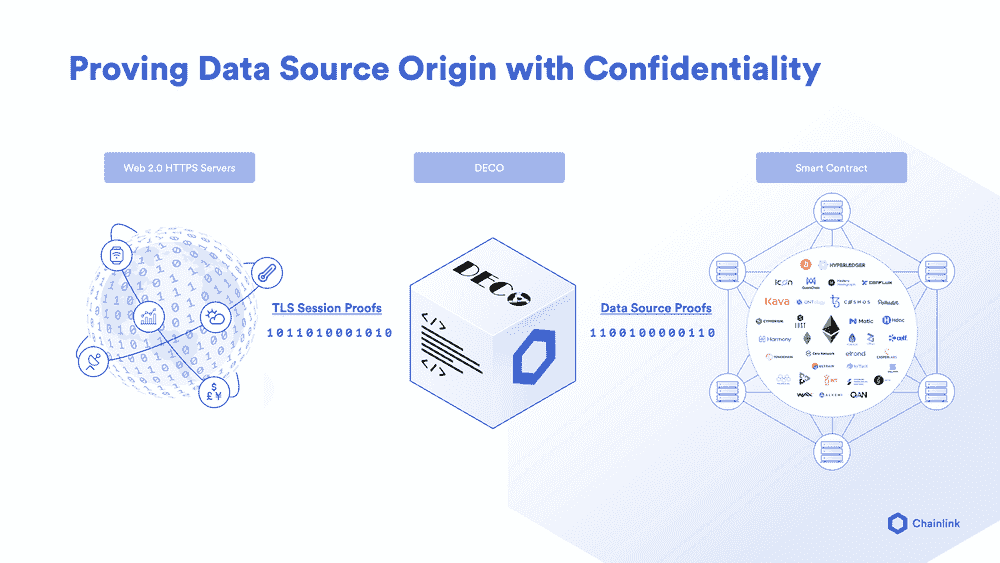 Proving Data Source Origin with Confidentiality
Web 2.0 HTTPS Servers
DECO
Smart Contract
TLS Session Proofs
1011010001010
DECO
</>
</>
Data Source Proofs
1100100000110
HYPERLEDGER
icon
Kava
COSMOS
Matic
Harmony
elrond
WAX
QAN
$
£ ¥
Chainlink